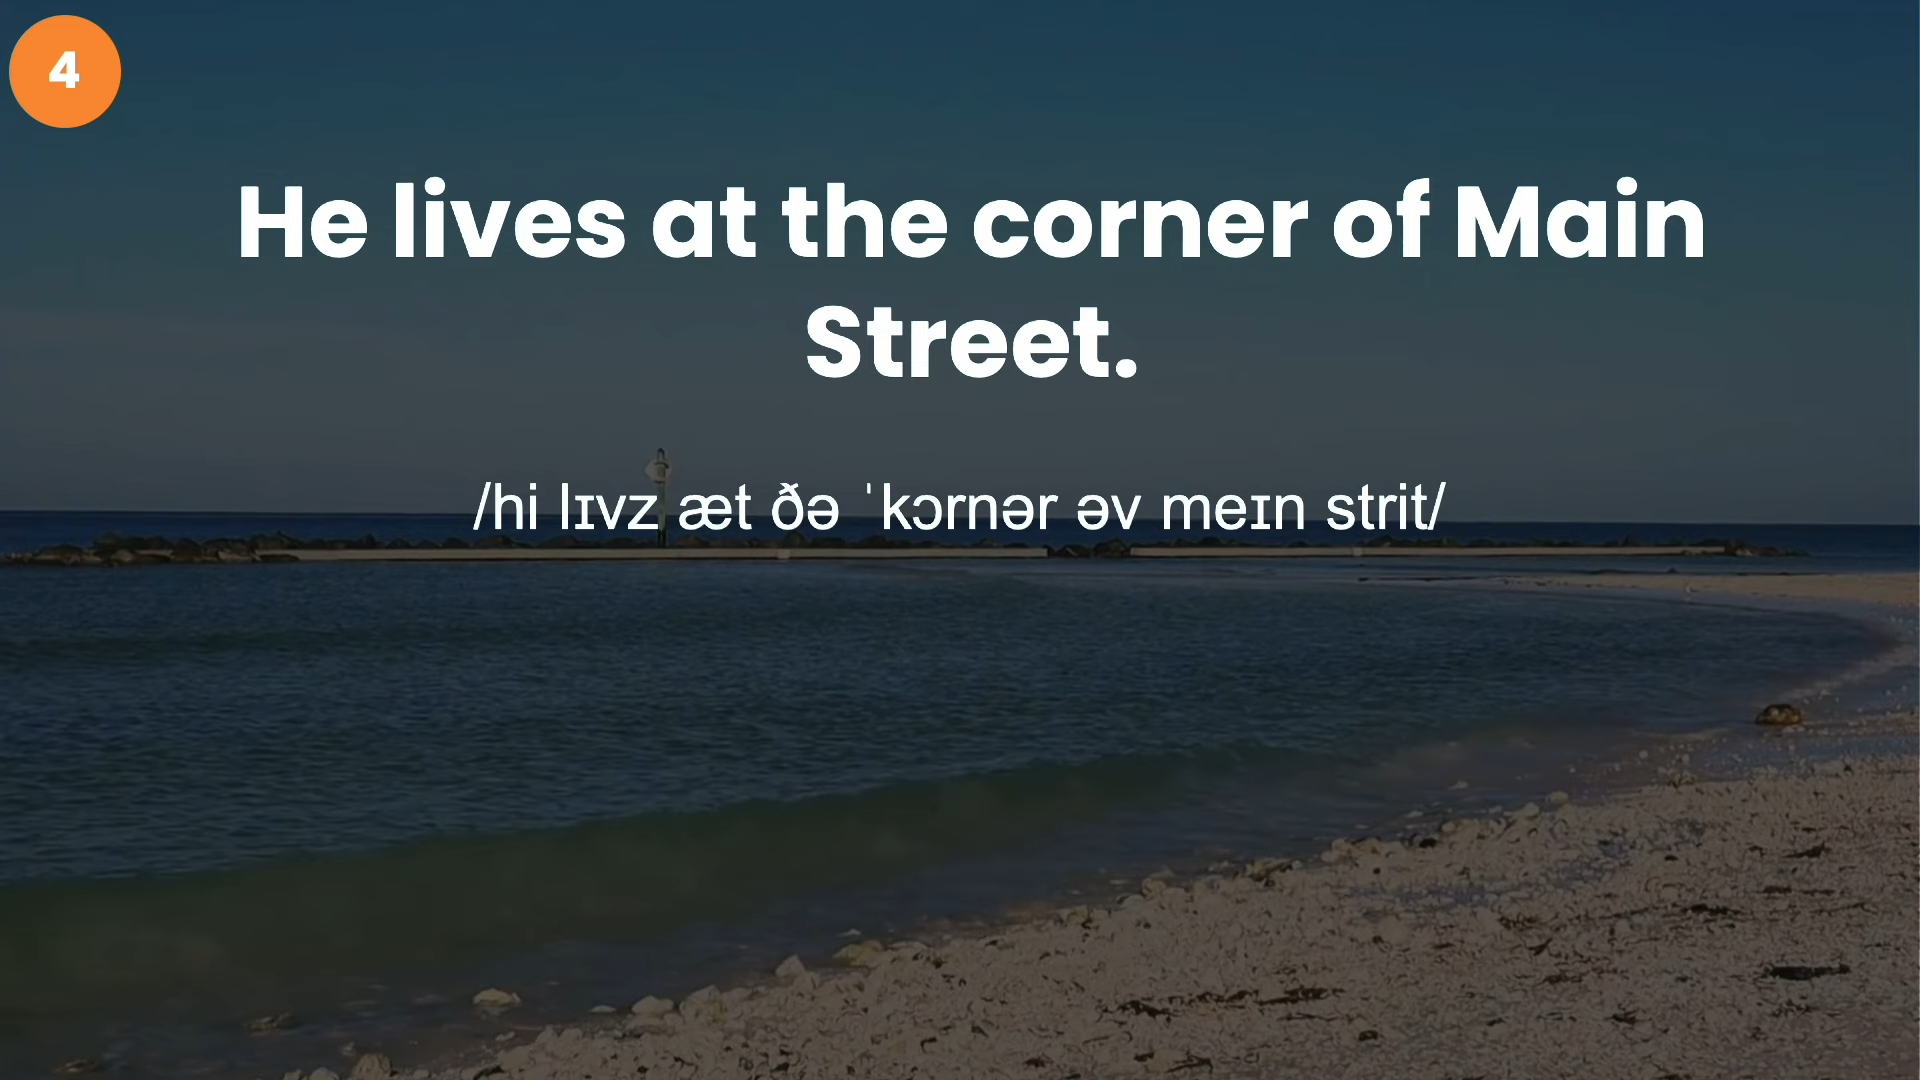 4
He lives at the corner of Main
Street.
/hi lɪvz æt ðə ˈkɔrnər əv meɪn strit/